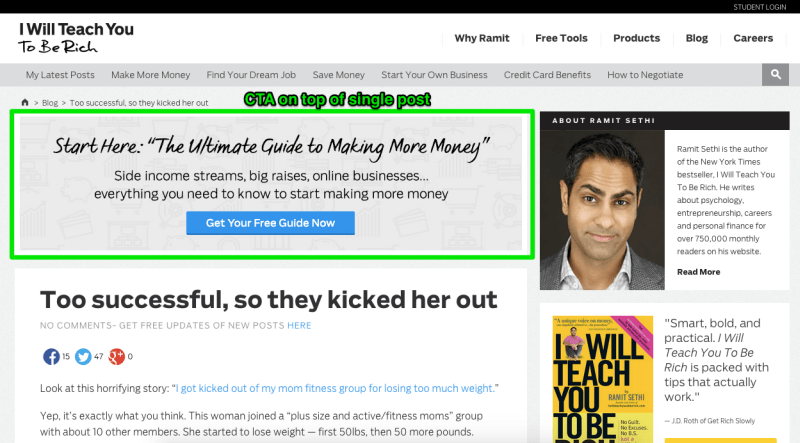 STUDENT LOGIN
I Will Teach You
To Be Rich
Why Ramit
Free Tools
Products
Blog
Careers
My Latest Posts
Make More Money
Find Your Dream Job
Save Money
Start Your Own Business
Credit Card Benefits
How to Negotiate
> Blog > Too successful, so they kicked her out
CTA on top of single post
Start Here: “The Ultimate Guide to Making More Money”
Side income streams, big raises, online businesses...
everything you need to know to start making more money
Get Your Free Guide Now
Too successful, so they kicked her out
NO COMMENTS- GET FREE UPDATES OF NEW POSTS HERE
15
47
0
Look at this horrifying story: “I got kicked out of my mom fitness group for losing too much weight.”
Yep, it’s exactly what you think. This woman joined a “plus size and active/fitness moms” group
with about 10 other members. She started to lose weight — first 50lbs, then 50 more pounds.
ABOUT RAMIT SETHI
Ramit Sethi is the author
of the New York Times
bestseller, I Will Teach You
To Be Rich. He writes
about psychology,
entrepreneurship, careers
and personal finance for
over 750,000 monthly
readers on his website.
Read More
I WILL
TEACH
YOU
TO BE
RICH
By RAMIT SETHI
No Guilt.
No Excuses.
No B.S.
"Smart, bold, and
practical. I Will
Teach You To Be
Rich is packed with
tips that actually
work."
— J.D. Roth of Get Rich Slowly